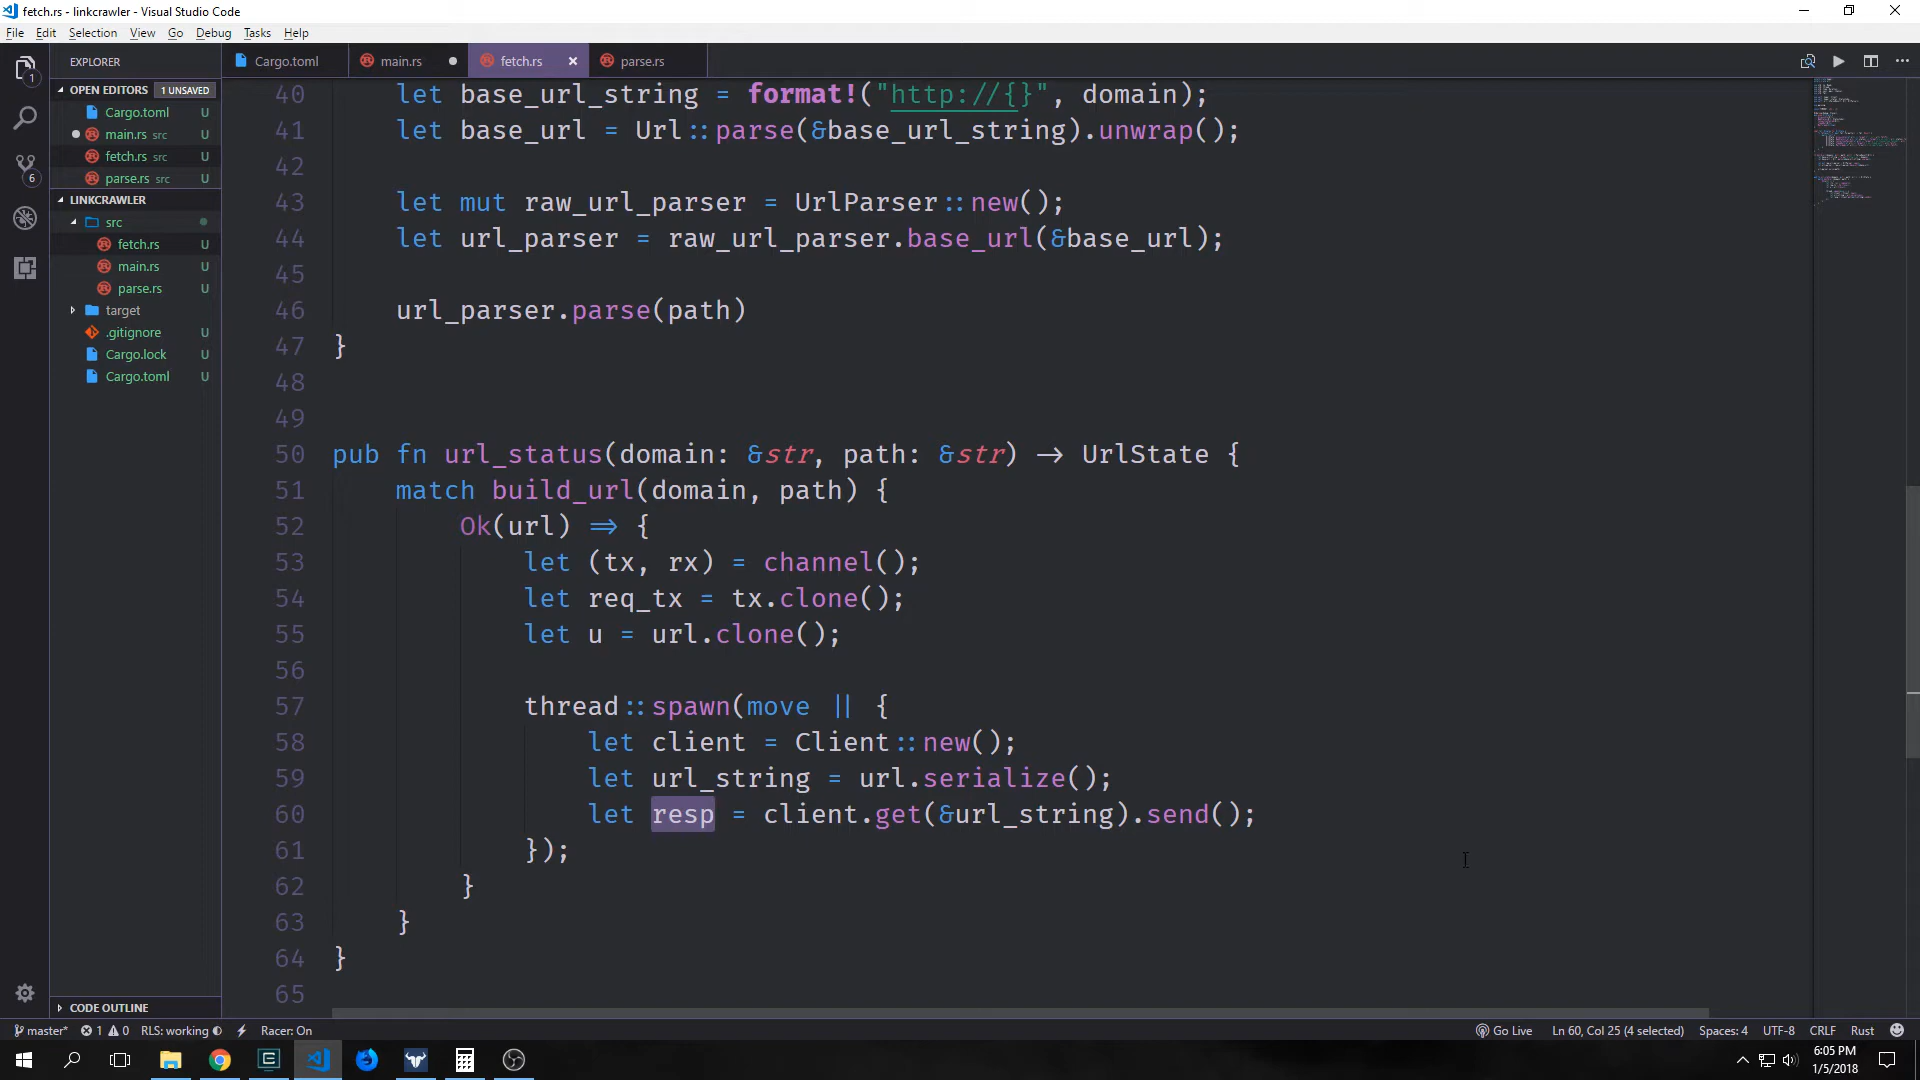 fetch.rs - linkcrawler - Visual Studio Code
File Edit Selection View Go Debug Tasks Help
EXPLORER
Cargo.toml main.rs fetch.rs × parse.rs
OPEN EDITORS 1 UNSAVED
Cargo.toml U
main.rs src U
fetch.rs src U
parse.rs src U
LINKCRAWLER
src
fetch.rs U
main.rs U
parse.rs U
target
.gitignore U
Cargo.lock U
Cargo.toml U
CODE OUTLINE
1
6
40 let base_url_string = format!("http://{}", domain);
41 let base_url = Url::parse(&base_url_string).unwrap();
42
43 let mut raw_url_parser = UrlParser::new();
44 let url_parser = raw_url_parser.base_url(&base_url);
45
46 url_parser.parse(path)
47 }
48
49
50 pub fn url_status(domain: &str, path: &str) → UrlState {
51 match build_url(domain, path) {
52 Ok(url) ⇒ {
53 let (tx, rx) = channel();
54 let req_tx = tx.clone();
55 let u = url.clone();
56
57 thread::spawn(move || {
58 let client = Client::new();
59 let url_string = url.serialize();
60 let resp = client.get(&url_string).send();
61 });
62 }
63 }
64 }
65
master* 1 0 RLS: working Racer: On Go Live Ln 60, Col 25 (4 selected) Spaces: 4 UTF-8 CRLF Rust
6:05 PM
1/5/2018